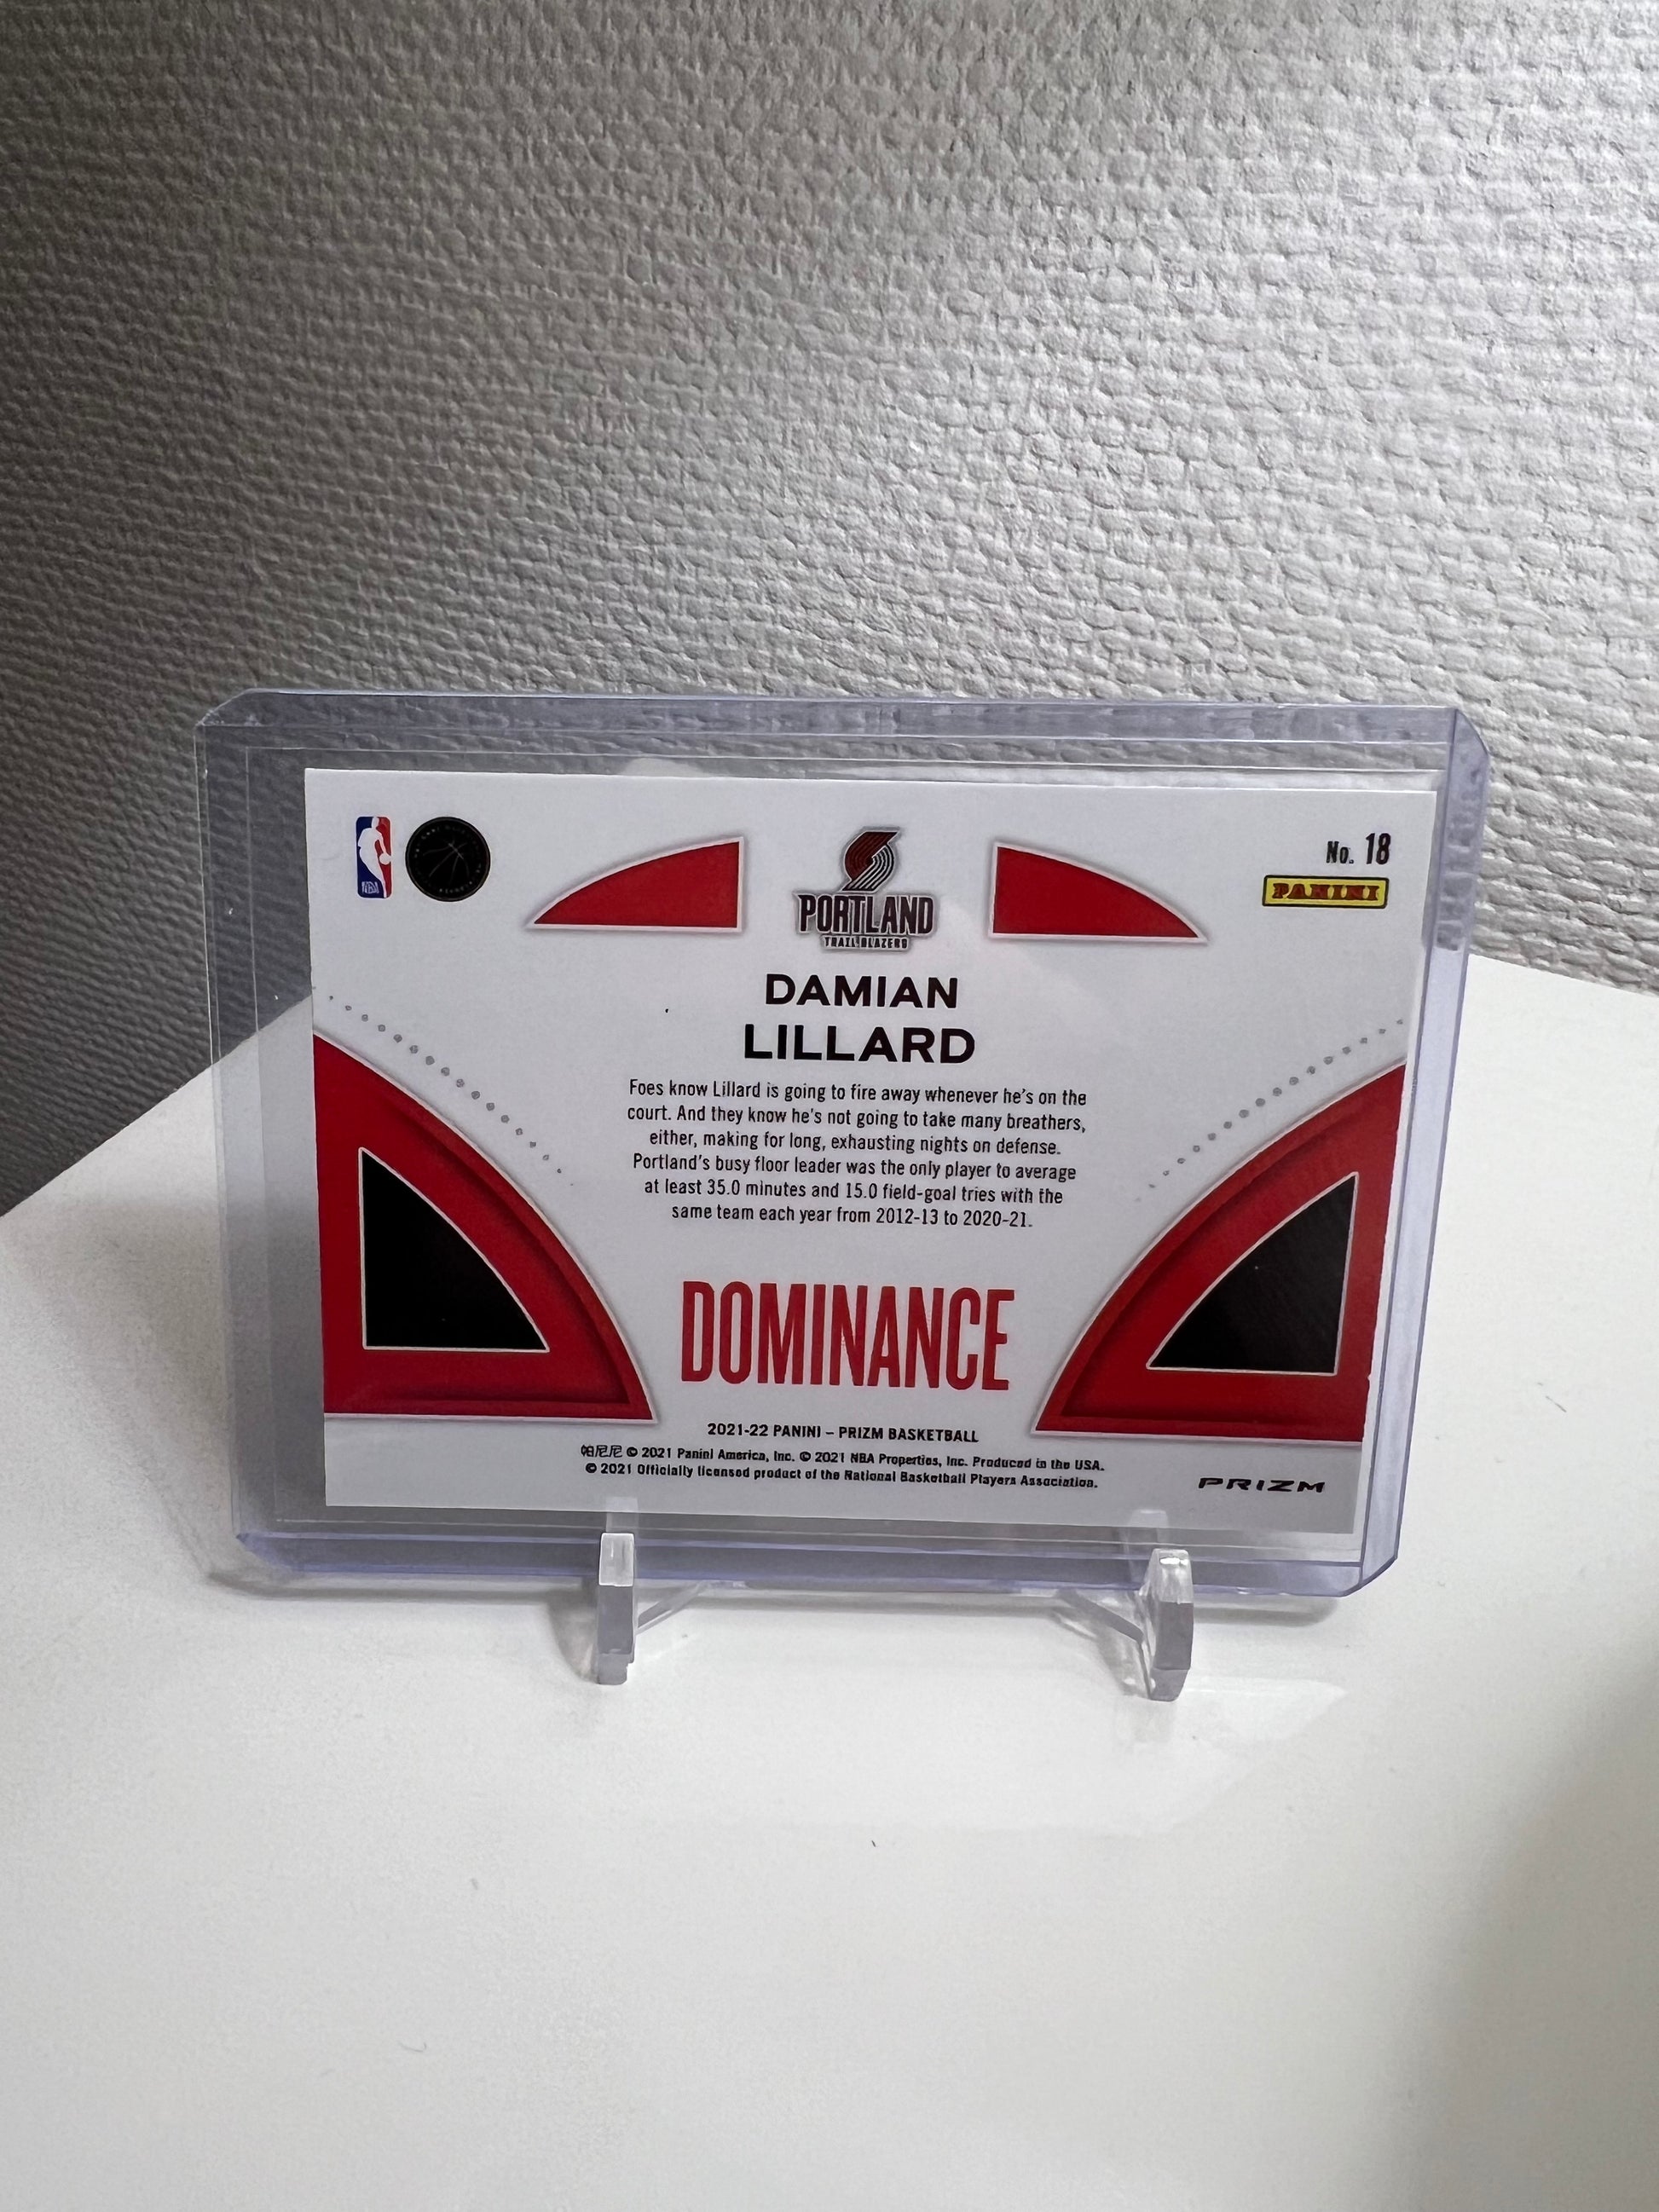 No. 18
NBA
PANINI
PORTLAND
TRAIL BLAZERS
DAMIAN
LILLARD
Foes know Lillard is going to fire away whenever he's on the
court. And they know he's not going to take many breathers,
either, making for long, exhausting nights on defense.
Portland's busy floor leader was the only player to average
at least 35.0 minutes and 15.0 field-goal tries with the
same team each year from 2012-13 to 2020-21.
DOMINANCE
2021-22 PANINI – PRIZM BASKETBALL
帕尼尼 © 2021 Panini America, Inc. © 2021 NBA Properties, Inc. Produced in the USA.
© 2021 Officially licensed product of the National Basketball Players Association.
PRIZM